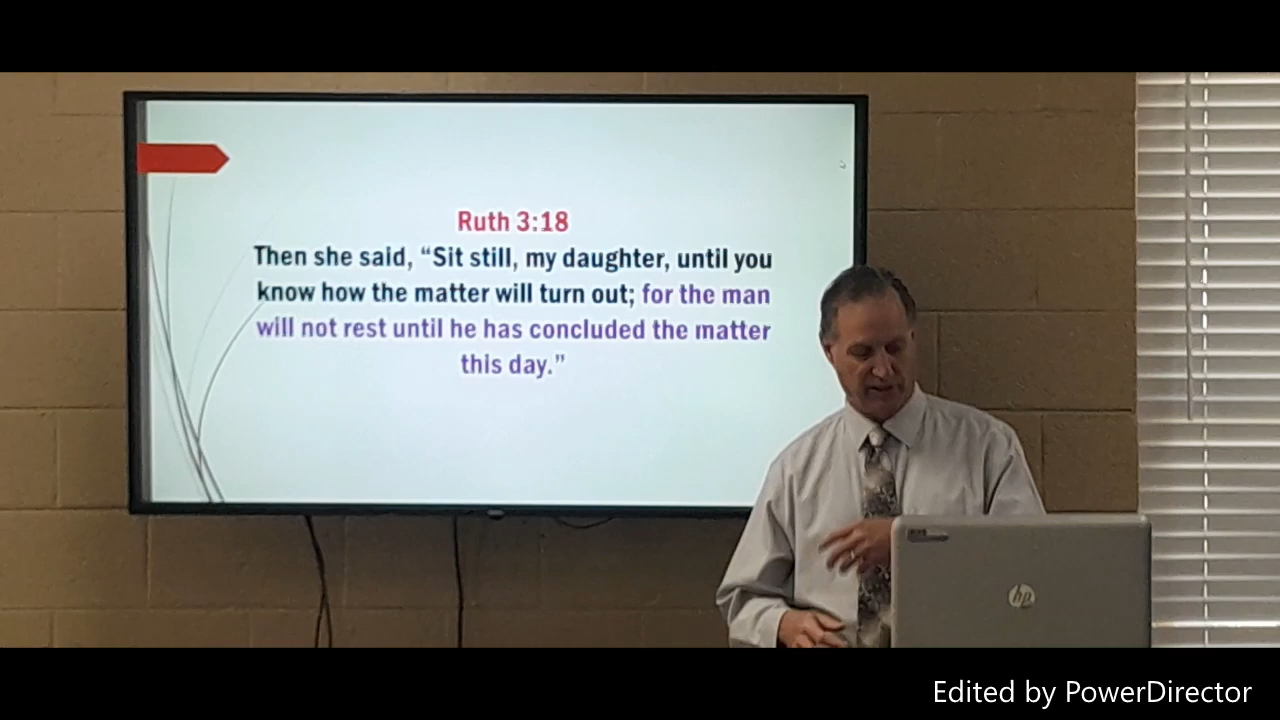 Ruth 3:18
Then she said, “Sit still, my daughter, until you
know how the matter will turn out; for the man
will not rest until he has concluded the matter
this day.”
hp
Edited by PowerDirector